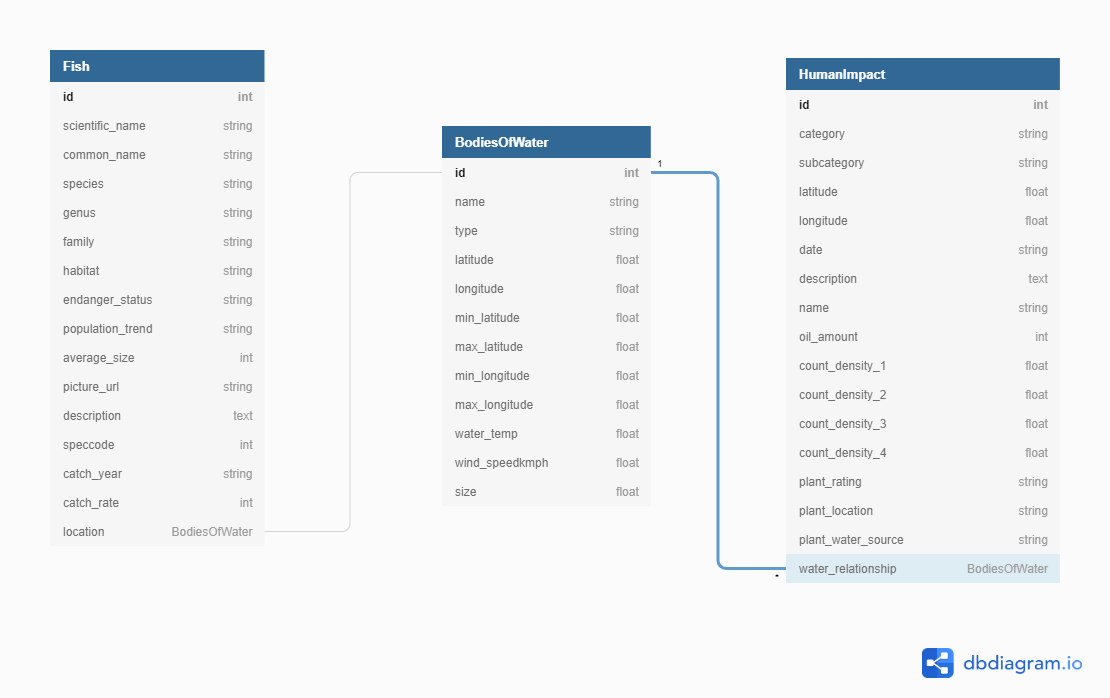 Fish
id int
scientific_name string
common_name string
species string
genus string
family string
habitat string
endanger_status string
population_trend string
average_size int
picture_url string
description text
speccode int
catch_year string
catch_rate int
location BodiesOfWater
BodiesOfWater
id int
name string
type string
latitude float
longitude float
min_latitude float
max_latitude float
min_longitude float
max_longitude float
water_temp float
wind_speedkmph float
size float
1
*
HumanImpact
id int
category string
subcategory string
latitude float
longitude float
date string
description text
name string
oil_amount int
count_density_1 float
count_density_2 float
count_density_3 float
count_density_4 float
plant_rating string
plant_location string
plant_water_source string
water_relationship BodiesOfWater
dbdiagram.io